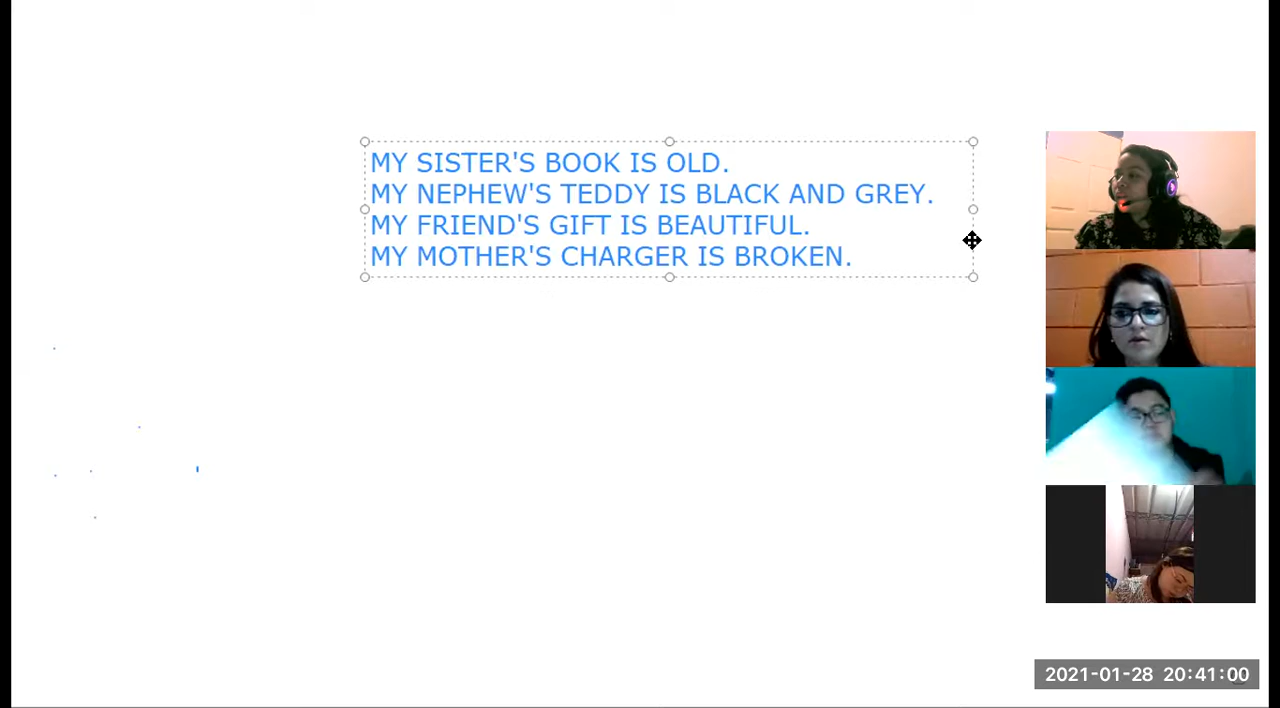 MY SISTER'S BOOK IS OLD.
MY NEPHEW'S TEDDY IS BLACK AND GREY.
MY FRIEND'S GIFT IS BEAUTIFUL.
MY MOTHER'S CHARGER IS BROKEN.
2021-01-28 20:41:00